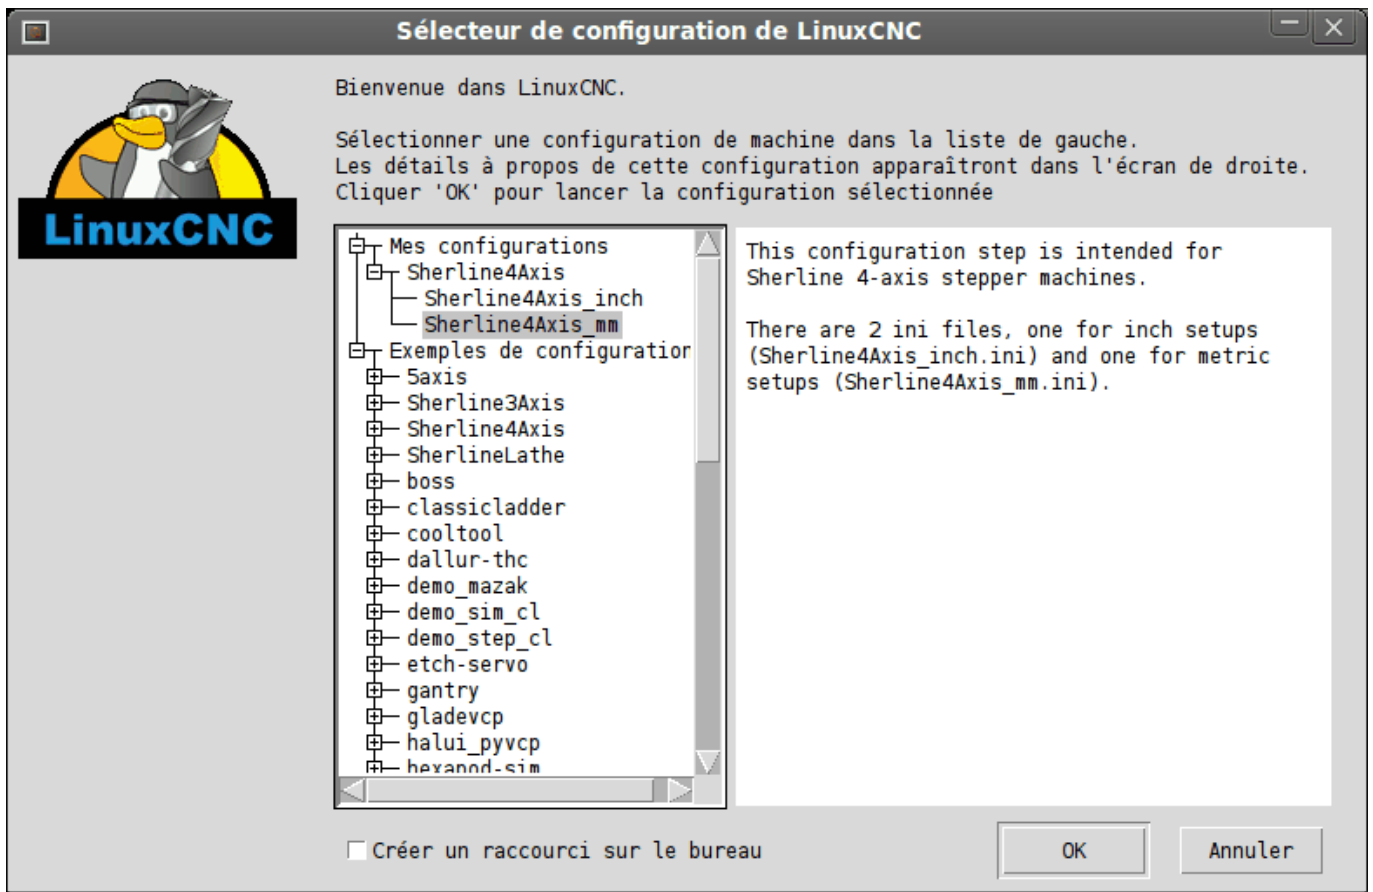 Sélecteur de configuration de LinuxCNC
LinuxCNC
Bienvenue dans LinuxCNC.
Sélectionner une configuration de machine dans la liste de gauche.
Les détails à propos de cette configuration apparaîtront dans l'écran de droite.
Cliquer 'OK' pour lancer la configuration sélectionnée
Mes configurations
Sherline4Axis
Sherline4Axis_inch
Sherline4Axis_mm
Exemples de configuration
5axis
Sherline3Axis
Sherline4Axis
SherlineLathe
boss
classicladder
cooltool
dallur-thc
demo_mazak
demo_sim_cl
demo_step_cl
etch-servo
gantry
gladevcp
halui_pyvcp
hexapod-sim
This configuration step is intended for
Sherline 4-axis stepper machines.
There are 2 ini files, one for inch setups
(Sherline4Axis_inch.ini) and one for metric
setups (Sherline4Axis_mm.ini).
Créer un raccourci sur le bureau
OK
Annuler